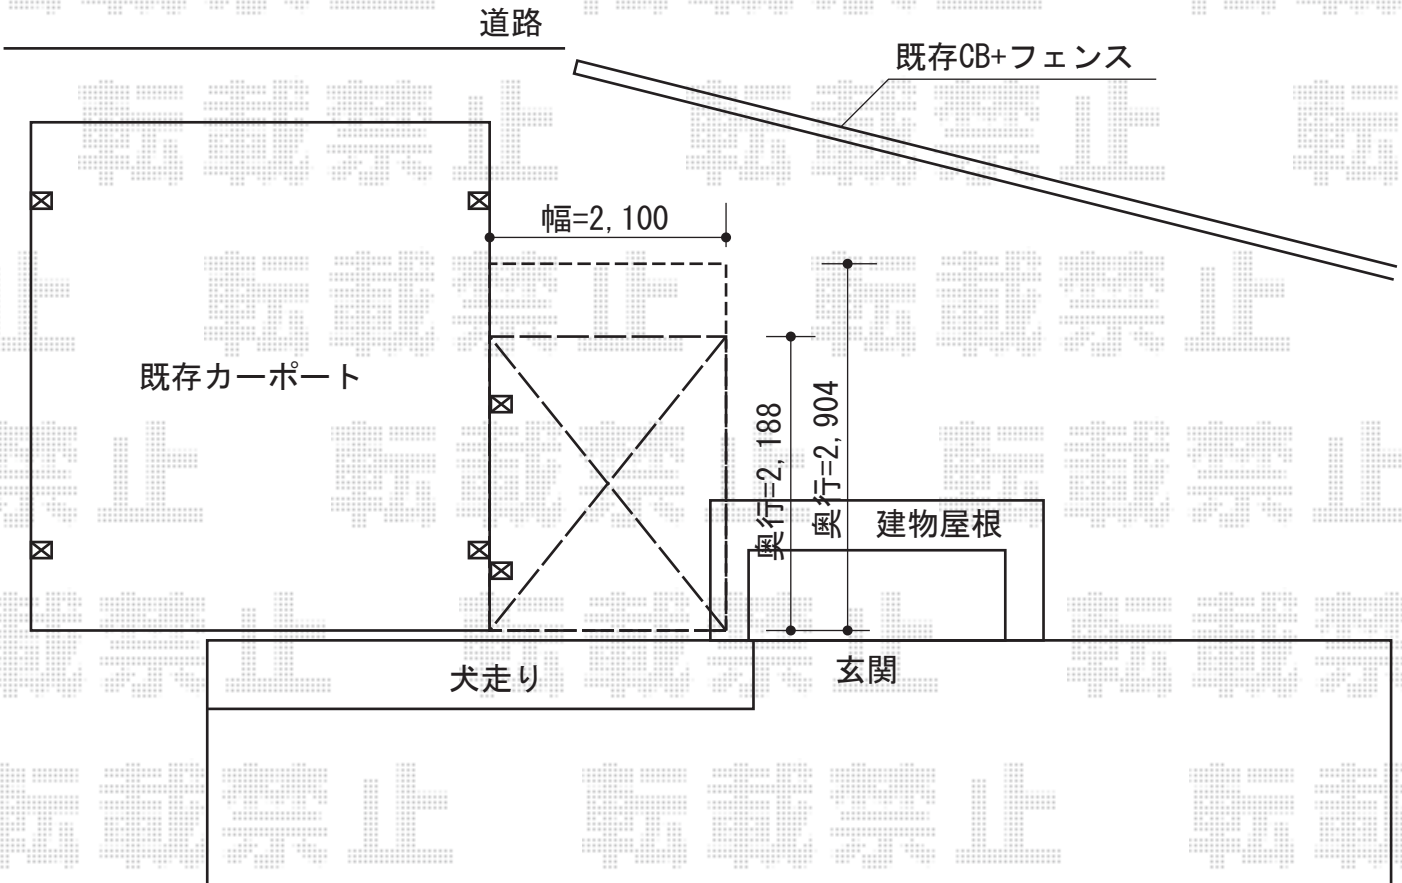 道路
既存CB+フェンス
幅=2,100
既存カーポート
奥行=2,188
奥行=2,904
建物屋根
犬走り
玄関
転載禁止